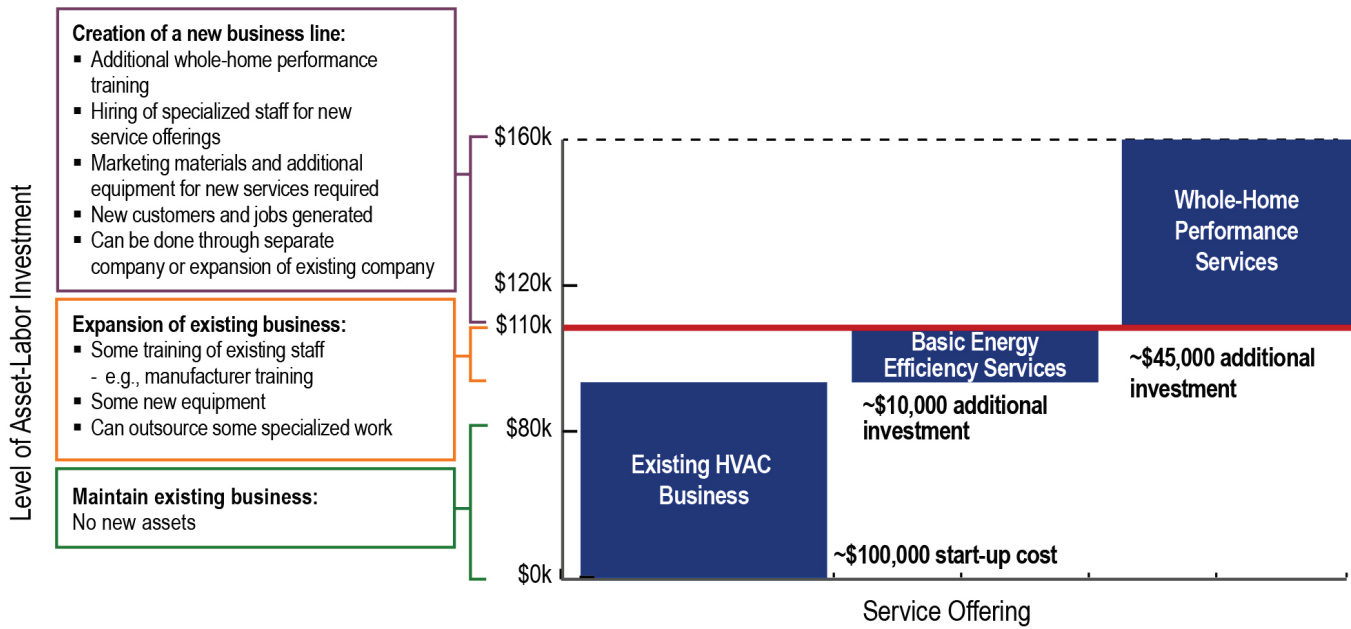 Level of Asset-Labor Investment
Creation of a new business line:
▪ Additional whole-home performance
training
▪ Hiring of specialized staff for new
service offerings
▪ Marketing materials and additional
equipment for new services required
▪ New customers and jobs generated
▪ Can be done through separate
company or expansion of existing company
Expansion of existing business:
▪ Some training of existing staff
- e.g., manufacturer training
▪ Some new equipment
▪ Can outsource some specialized work
Maintain existing business:
No new assets
$160k
$120k
$110k
$80k
$0k
Existing HVAC
Business
~$100,000 start-up cost
Basic Energy
Efficiency Services
~$10,000 additional
investment
Whole-Home
Performance
Services
~$45,000 additional
investment
Service Offering